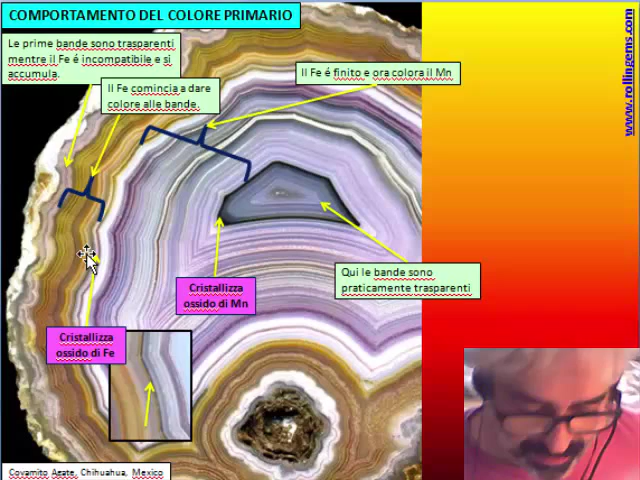 COMPORTAMENTO DEL COLORE PRIMARIO
Le prime bande sono trasparenti
mentre il Fe é incompatibile e si
accumula.
Il Fe comincia a dare
colore alle bande.
Il Fe é finito e ora colora il Mn
www.rollingems.com
Qui le bande sono
praticamente trasparenti
Cristallizza
ossido di Mn
Cristallizza
ossido di Fe
Covamito Agate, Chihuahua, Mexico